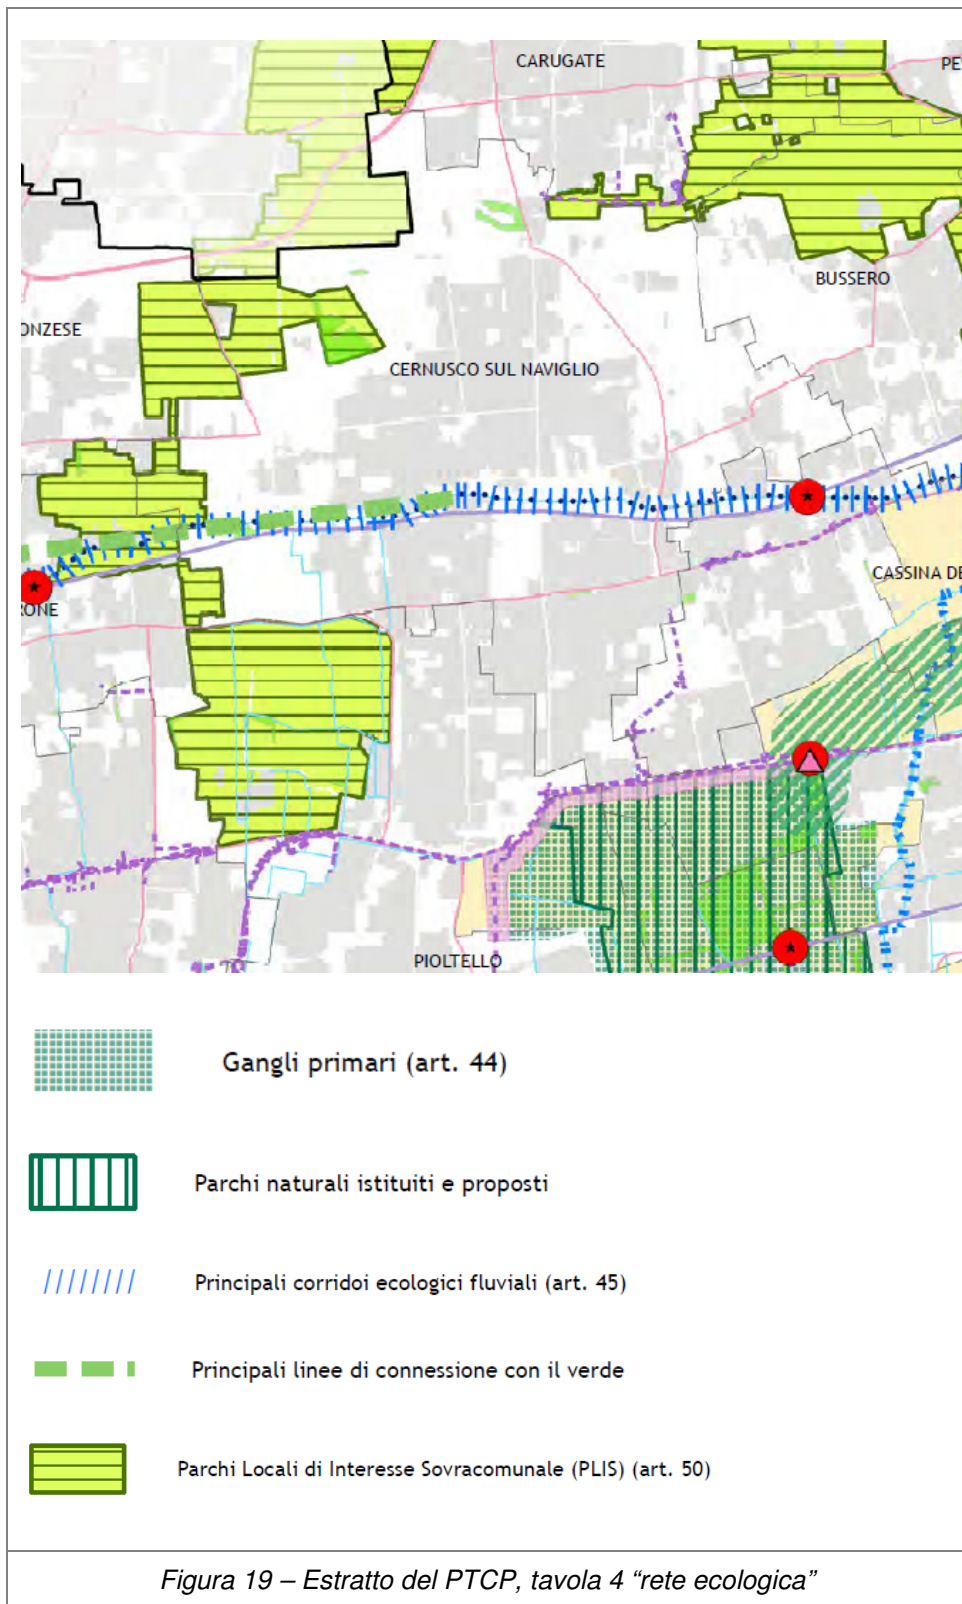 CARUGATE
PE
BUSSERO
ONZESE
CERNUSCO SUL NAVIGLIO
CASSINA DE
RONE
PIOLTELLO
Gangli primari (art. 44)
Parchi naturali istituiti e proposti
Principali corridoi ecologici fluviali (art. 45)
Principali linee di connessione con il verde
Parchi Locali di Interesse Sovracomunale (PLIS) (art. 50)
Figura 19 – Estratto del PTCP, tavola 4 “rete ecologica”